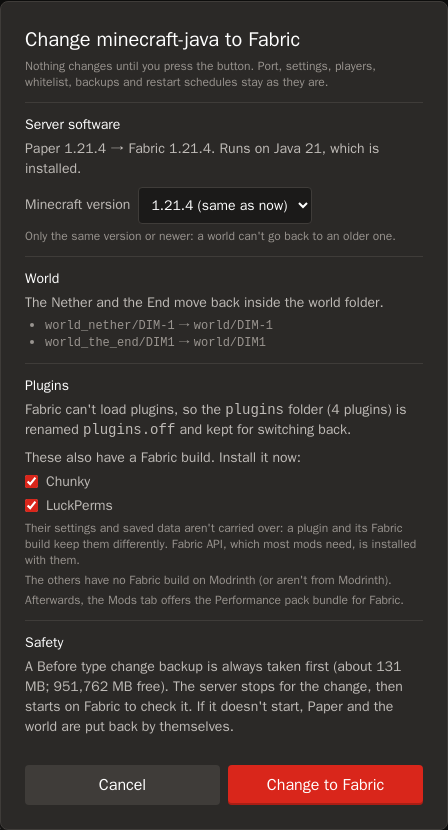 Change minecraft-java to Fabric
Nothing changes until you press the button. Port, settings, players,
whitelist, backups and restart schedules stay as they are.
Server software
Paper 1.21.4 → Fabric 1.21.4. Runs on Java 21, which is
installed.
Minecraft version 1.21.4 (same as now)
Only the same version or newer: a world can't go back to an older one.
World
The Nether and the End move back inside the world folder.
• world_nether/DIM-1 → world/DIM-1
• world_the_end/DIM1 → world/DIM1
Plugins
Fabric can't load plugins, so the plugins folder (4 plugins) is
renamed plugins.off and kept for switching back.
These also have a Fabric build. Install it now:
Chunky
LuckPerms
Their settings and saved data aren't carried over: a plugin and its Fabric
build keep them differently. Fabric API, which most mods need, is installed
with them.
The others have no Fabric build on Modrinth (or aren't from Modrinth).
Afterwards, the Mods tab offers the Performance pack bundle for Fabric.
Safety
A Before type change backup is always taken first (about 131
MB; 951,762 MB free). The server stops for the change, then
starts on Fabric to check it. If it doesn't start, Paper and the
world are put back by themselves.
Cancel
Change to Fabric